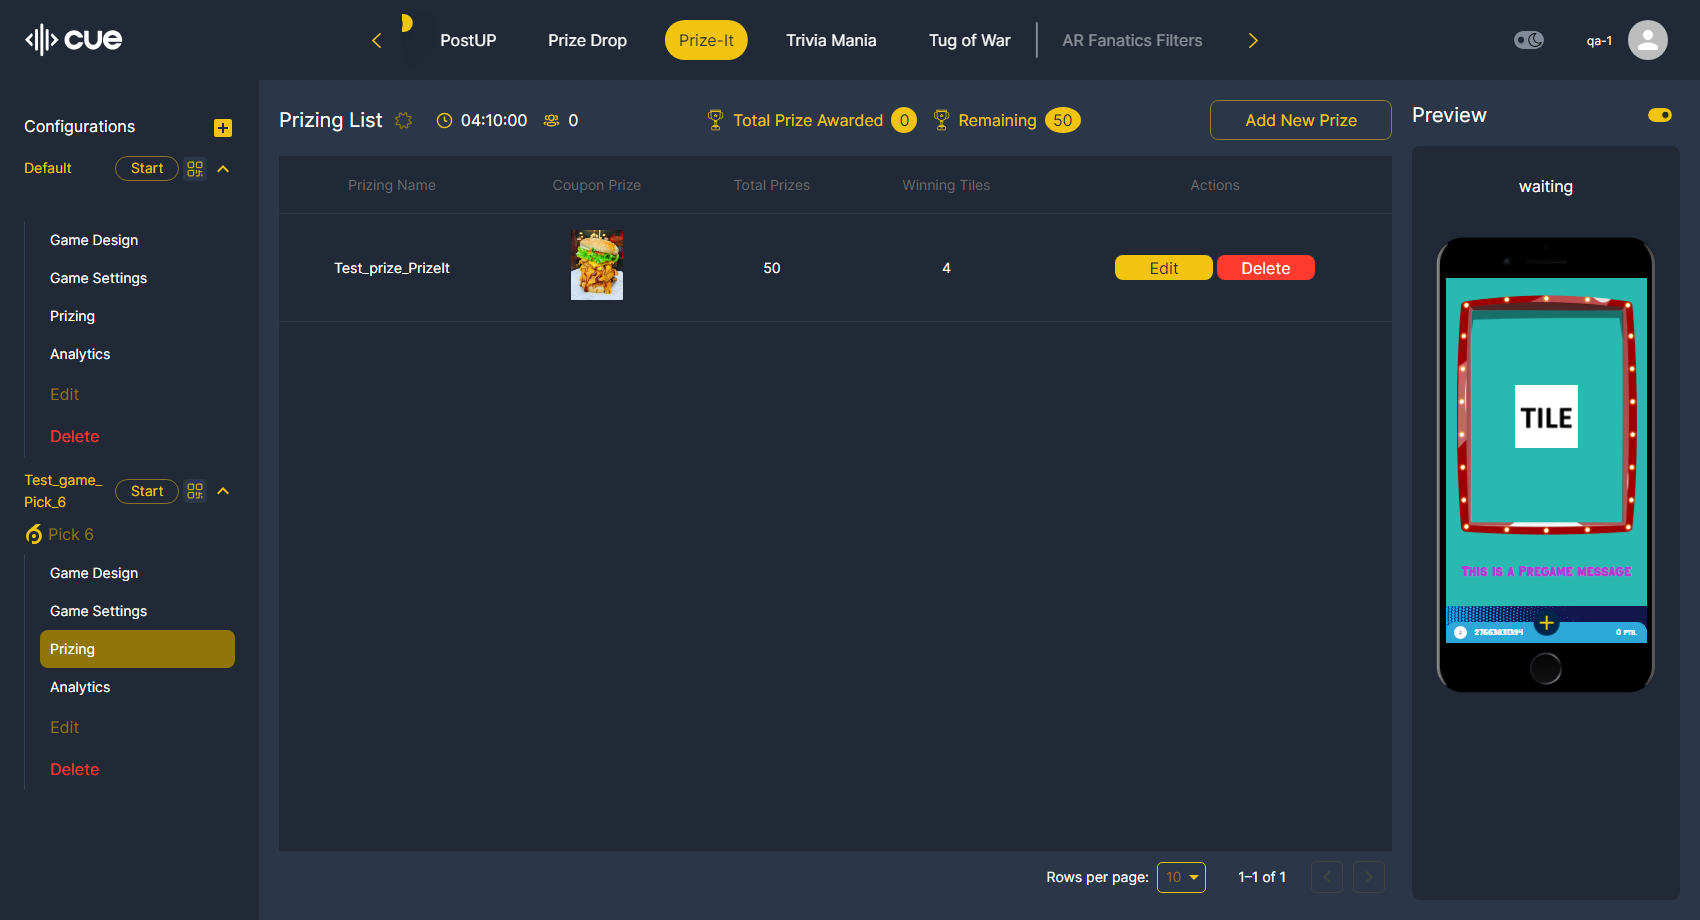 cue
PostUP
Prize Drop
Prize-It
Trivia Mania
Tug of War
AR Fanatics Filters
qa-1
Configurations
Default
Start
Game Design
Game Settings
Prizing
Analytics
Edit
Delete
Test_game_
Pick_6
Start
Pick 6
Game Design
Game Settings
Prizing
Analytics
Edit
Delete
Prizing List
04:10:00
0
Total Prize Awarded 0
Remaining 50
Add New Prize
Prizing Name
Coupon Prize
Total Prizes
Winning Tiles
Actions
Test_prize_PrizeIt
50
4
Edit
Delete
Rows per page: 10
1–1 of 1
Preview
waiting
TILE
This is a Pregame message
27663031394
0 pts.